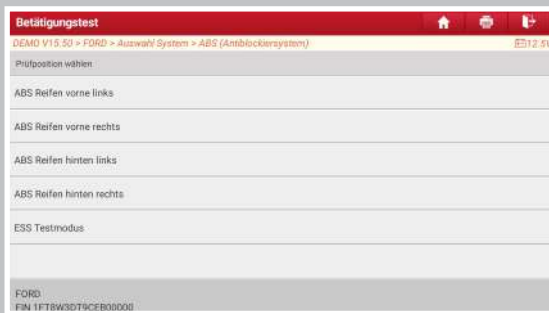 Betätigungstest
DEMO V15.50 > FORD > Auswahl System > ABS (Antiblockiersystem)
12.5V
Prüfposition wählen
ABS Reifen vorne links
ABS Reifen vorne rechts
ABS Reifen hinten links
ABS Reifen hinten rechts
ESS Testmodus
FORD
FIN 1FT8W3DT9CEB00000